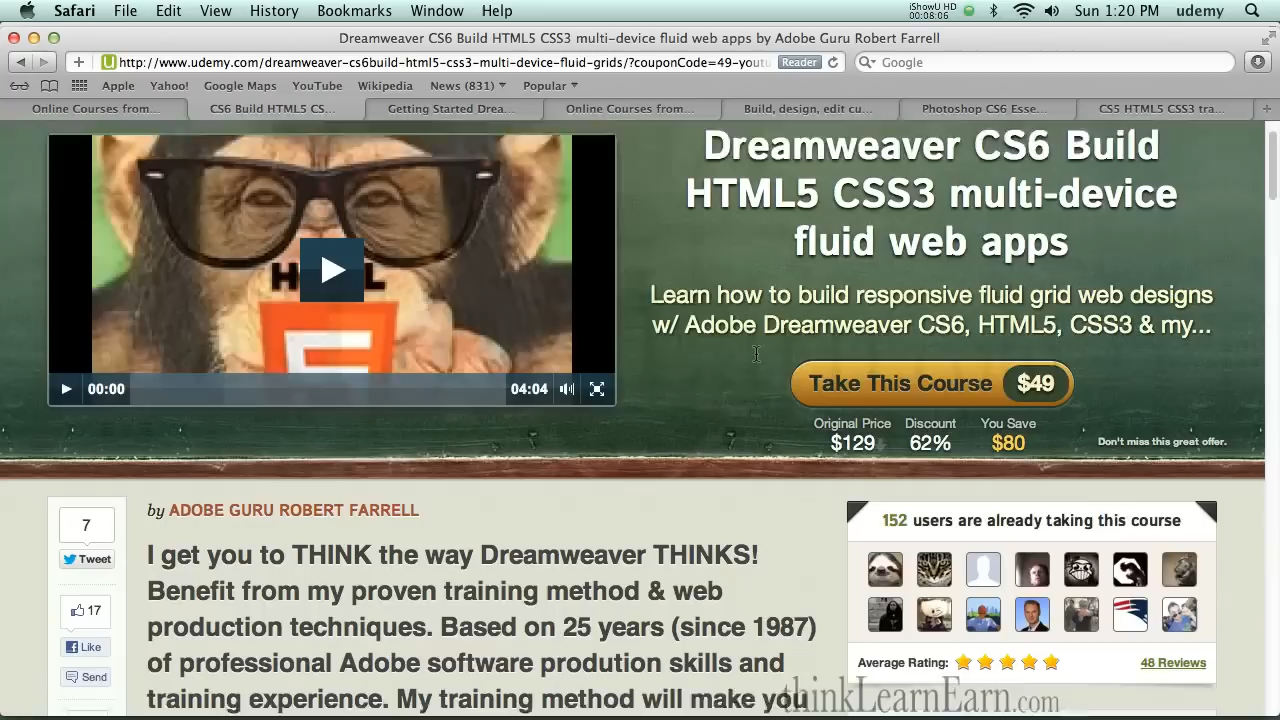 Safari File Edit View History Bookmarks Window Help
iShowU HD
00:08:06
Sun 1:20 PM udemy
Dreamweaver CS6 Build HTML5 CSS3 multi-device fluid web apps by Adobe Guru Robert Farrell
http://www.udemy.com/dreamweaver-cs6build-html5-css3-multi-device-fluid-grids/?couponCode=49-youtu
Reader
Google
Apple Yahoo! Google Maps YouTube Wikipedia News (831) Popular
Online Courses from...
CS6 Build HTML5 CS...
Getting Started Drea...
Online Courses from...
Build, design, edit cu...
Photoshop CS6 Esse...
CS5 HTML5 CSS3 tra...
Dreamweaver CS6 Build
HTML5 CSS3 multi-device
fluid web apps
Learn how to build responsive fluid grid web designs
w/ Adobe Dreamweaver CS6, HTML5, CSS3 & my...
Take This Course $49
Original Price Discount You Save
$129 62% $80
Don't miss this great offer.
00:00
04:04
7
Tweet
17
Like
Send
by ADOBE GURU ROBERT FARRELL
I get you to THINK the way Dreamweaver THINKS!
Benefit from my proven training method & web
production techniques. Based on 25 years (since 1987)
of professional Adobe software prodution skills and
training experience. My training method will make you
152 users are already taking this course
Average Rating:
48 Reviews
thinkLearnEarn.com